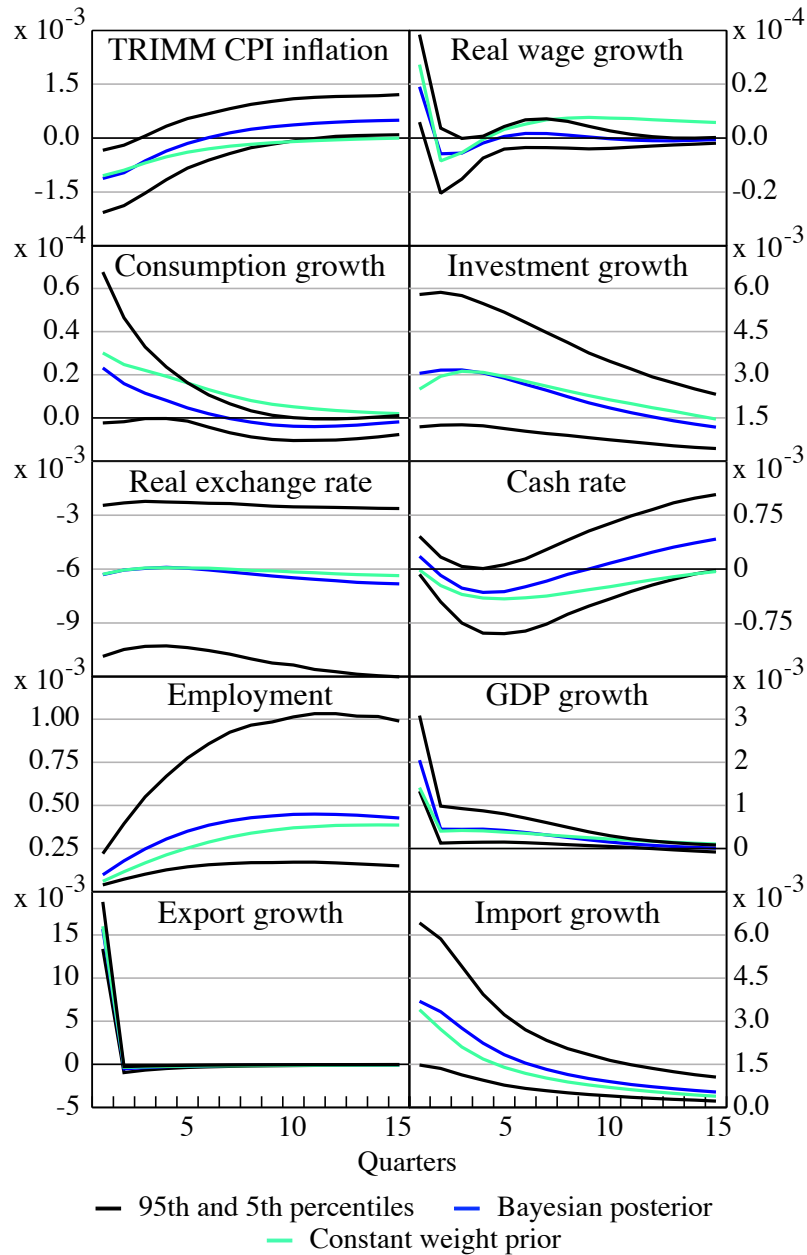 x 10-3 x 10-4
TRIMM CPI inflation Real wage growth
1.5 0.2
0.0 0.0
-1.5 -0.2
x 10-4 x 10-3
Consumption growth Investment growth
0.6 6.0
0.4 4.5
0.2 3.0
0.0 1.5
x 10-3 x 10-3
Real exchange rate Cash rate
-3 0.75
-6 0
-9 -0.75
x 10-3 x 10-3
Employment GDP growth
1.00 3
0.75 2
0.50 1
0.25 0
x 10-3 x 10-3
Export growth Import growth
15 6.0
10 4.5
5 3.0
0 1.5
-5 0.0
5 10 15 5 10 15
Quarters
95th and 5th percentiles Bayesian posterior
Constant weight prior